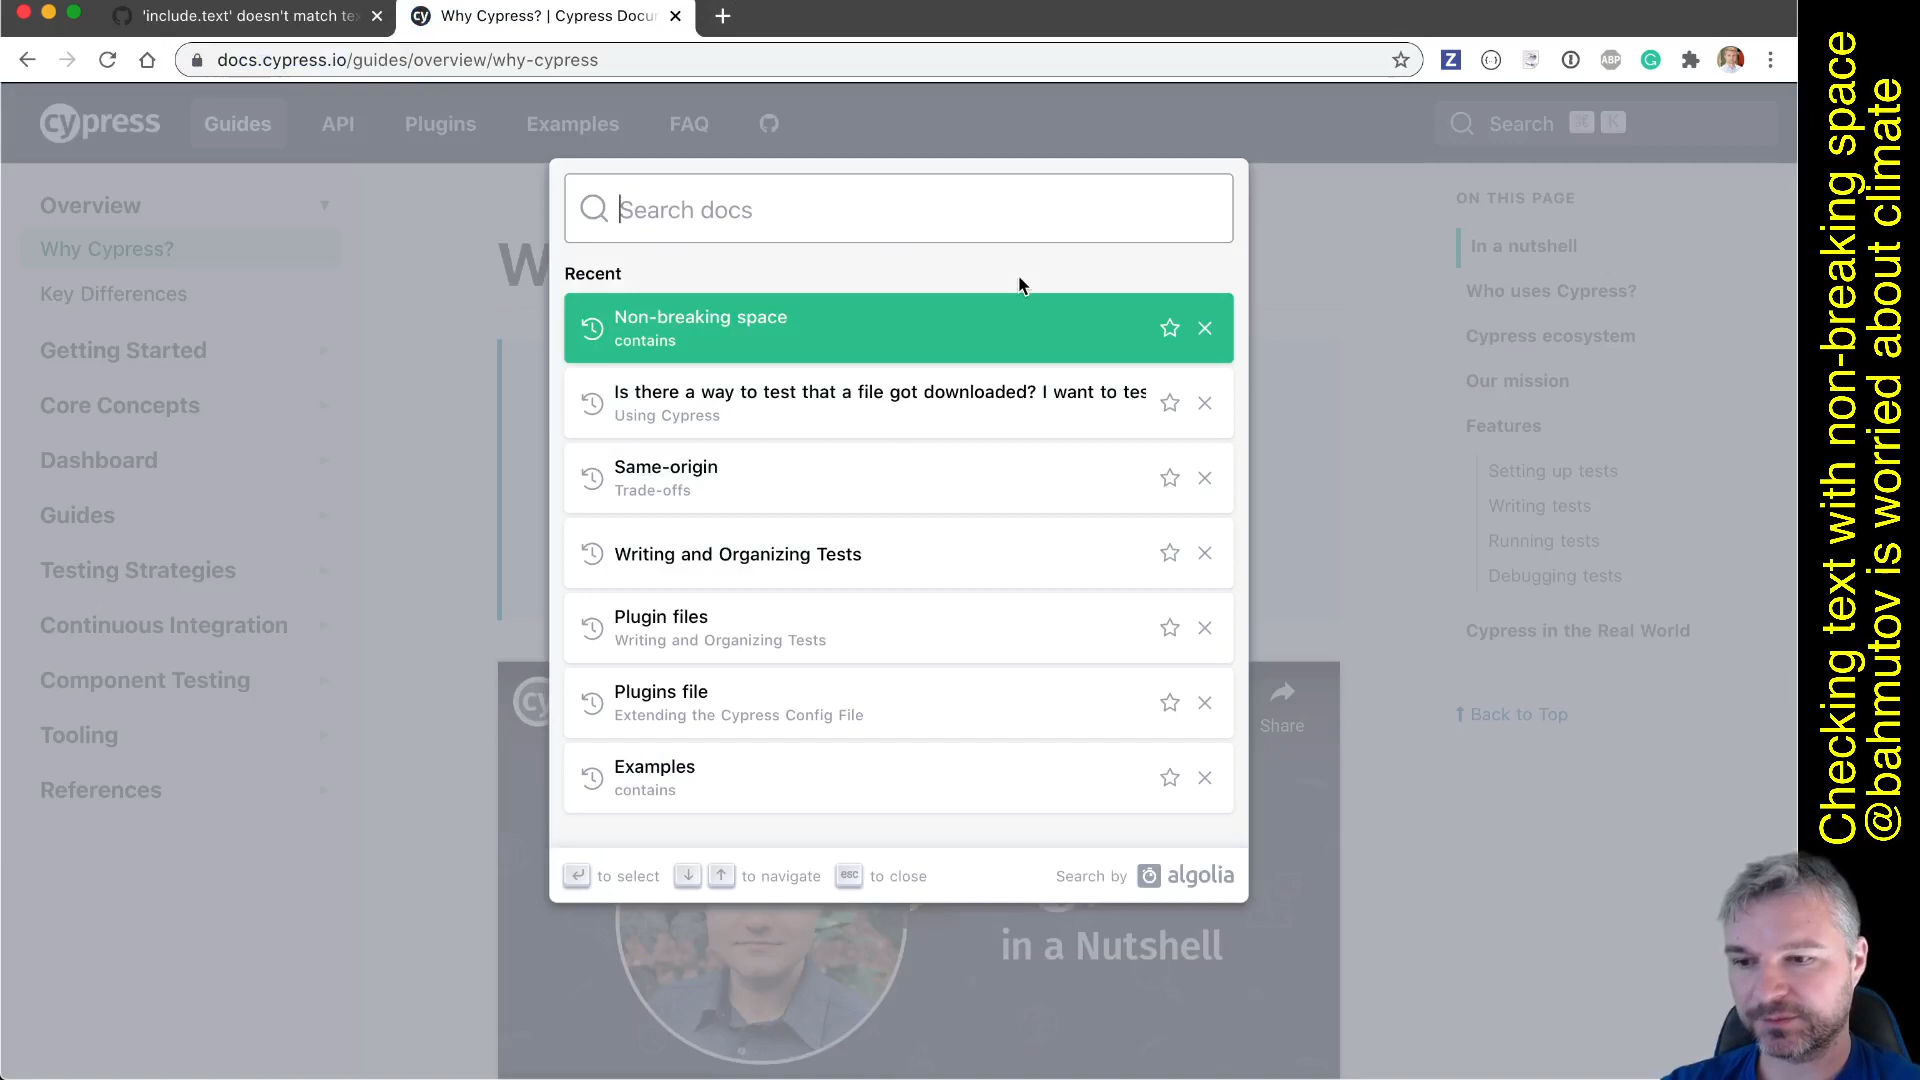 'include.text' doesn't match te
Why Cypress? | Cypress Docu
docs.cypress.io/guides/overview/why-cypress
Z
ABP
G
cypress
Guides
API
Plugins
Examples
FAQ
Search ⌘ K
Overview
Why Cypress?
Key Differences
Getting Started
Core Concepts
Dashboard
Guides
Testing Strategies
Continuous Integration
Component Testing
Tooling
References
W
Search docs
Recent
Non-breaking space
contains
Is there a way to test that a file got downloaded? I want to tes
Using Cypress
Same-origin
Trade-offs
Writing and Organizing Tests
Plugin files
Writing and Organizing Tests
Plugins file
Extending the Cypress Config File
Examples
contains
to select
to navigate
esc to close
Search by algolia
cy
Share
in a Nutshell
ON THIS PAGE
In a nutshell
Who uses Cypress?
Cypress ecosystem
Our mission
Features
Setting up tests
Writing tests
Running tests
Debugging tests
Cypress in the Real World
↑ Back to Top
Checking text with non-breaking space
@bahmutov is worried about climate